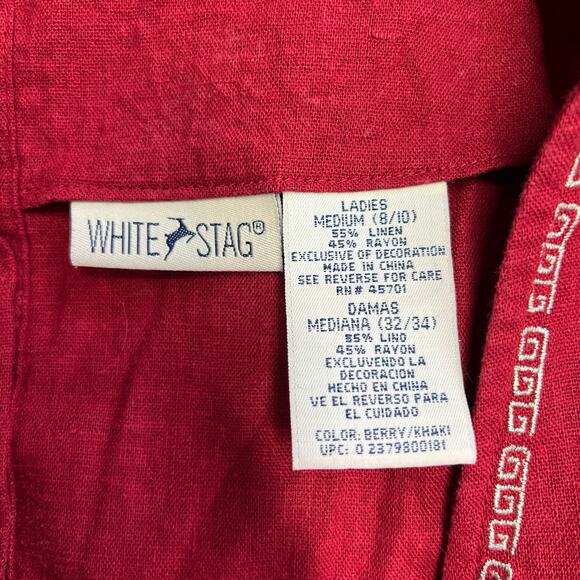 WHITE STAG®
LADIES
MEDIUM (8/10)
55% LINEN
45% RAYON
EXCLUSIVE OF DECORATION
MADE IN CHINA
SEE REVERSE FOR CARE
RN# 45701
DAMAS
MEDIANA (32/34)
55% LINO
45% RAYON
EXCLUVENDO LA
DECORACION
HECHO EN CHINA
VE EL REVERSO PARA
EL CUIDADO
COLOR: BERRY/KHAKI
UPC: 0 2379800181